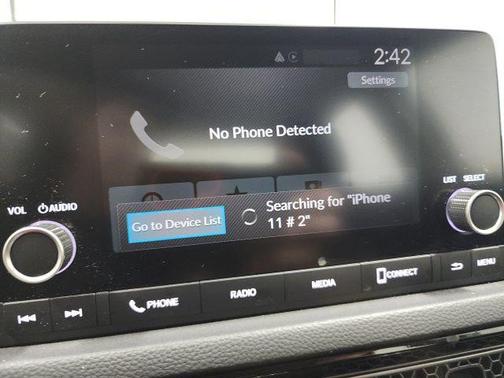 2:42
Settings
No Phone Detected
LIST SELECT
VOL AUDIO
Go to Device List
Searching for "iPhone
11 # 2"
PHONE
RADIO
MEDIA
CONNECT
MENU